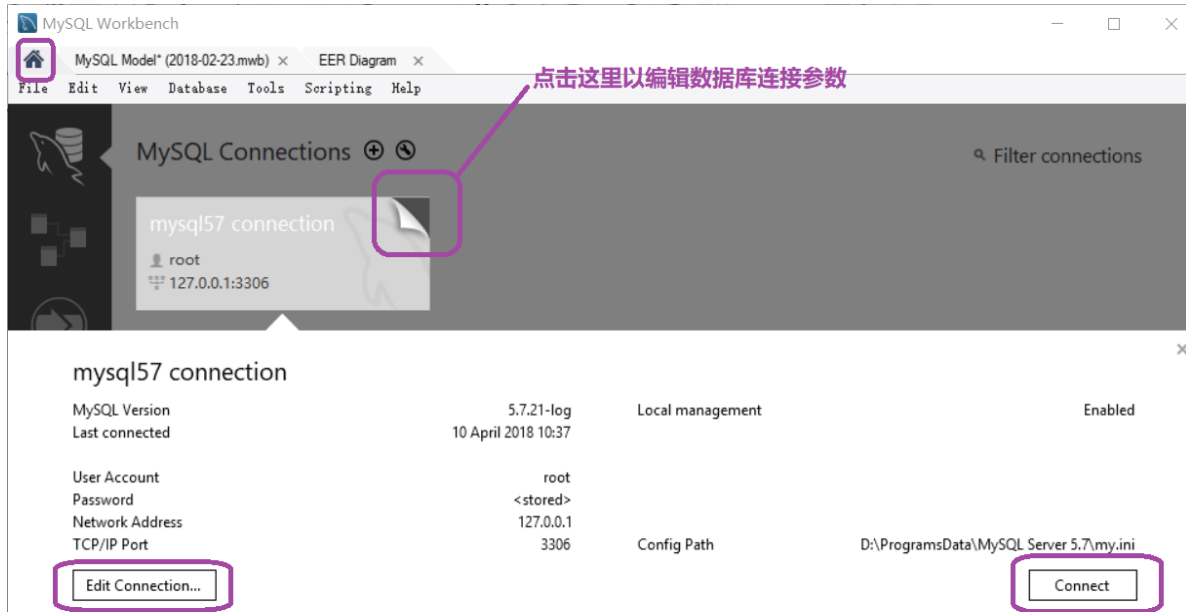 MySQL Workbench
MySQL Model* (2018-02-23.mwb) × EER Diagram ×
File Edit View Database Tools Scripting Help
点击这里以编辑数据库连接参数
MySQL Connections
Filter connections
mysql57 connection
root
127.0.0.1:3306
mysql57 connection
MySQL Version 5.7.21-log Local management Enabled
Last connected 10 April 2018 10:37
User Account root
Password <stored>
Network Address 127.0.0.1
TCP/IP Port 3306 Config Path D:\ProgramsData\MySQL Server 5.7\my.ini
Edit Connection... Connect